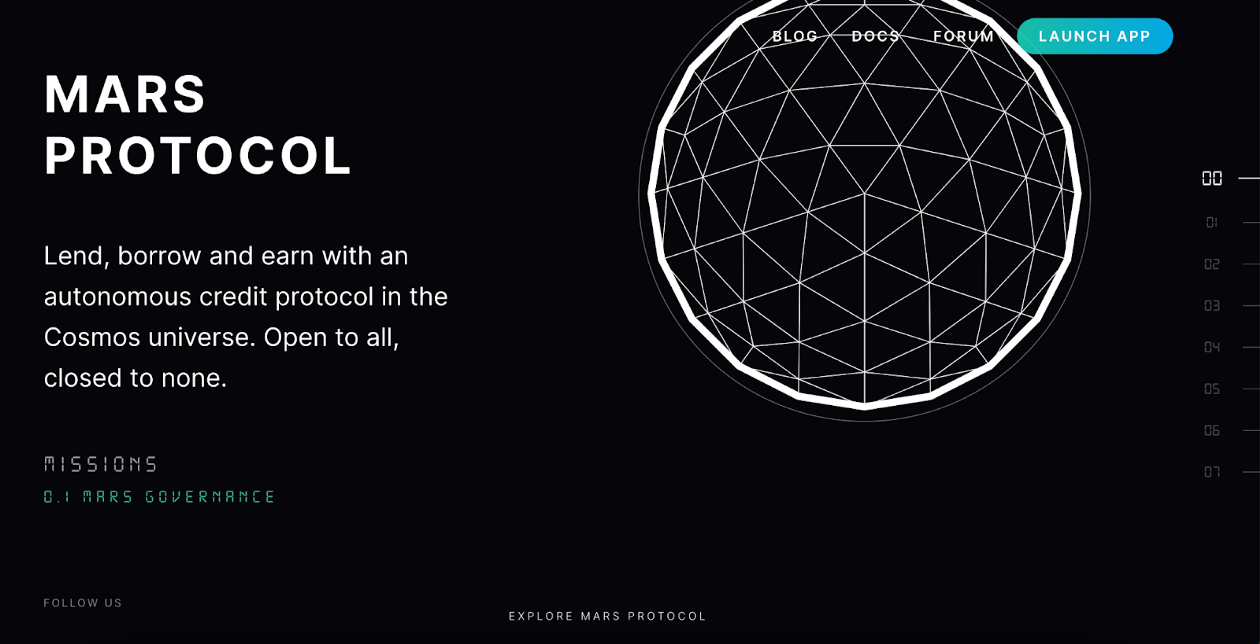 BLOG DOCS FORUM LAUNCH APP
MARS
PROTOCOL
Lend, borrow and earn with an
autonomous credit protocol in the
Cosmos universe. Open to all,
closed to none.
MISSIONS
0.1 MARS GOVERNANCE
00
01
02
03
04
05
06
07
FOLLOW US
EXPLORE MARS PROTOCOL